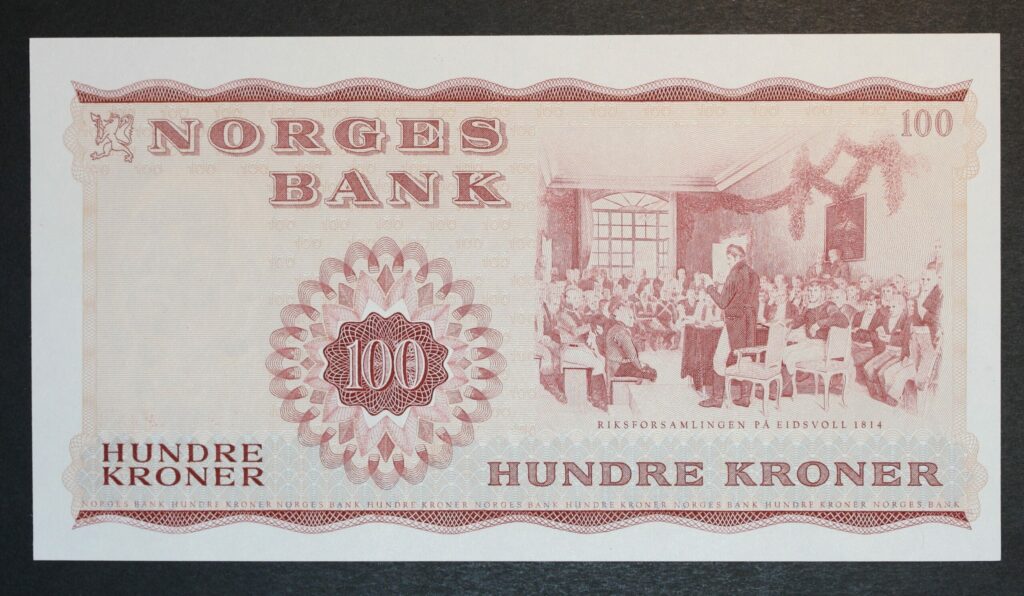 NORGES
BANK
100
100
RIKSFORSAMLINGEN PÅ EIDSVOLL 1814
HUNDRE
KRONER
HUNDRE KRONER
NORGES BANK HUNDRE KRONER NORGES BANK HUNDRE KRONER NORGES BANK HUNDRE KRONER NORGES BANK HUNDRE KRONER NORGES BANK